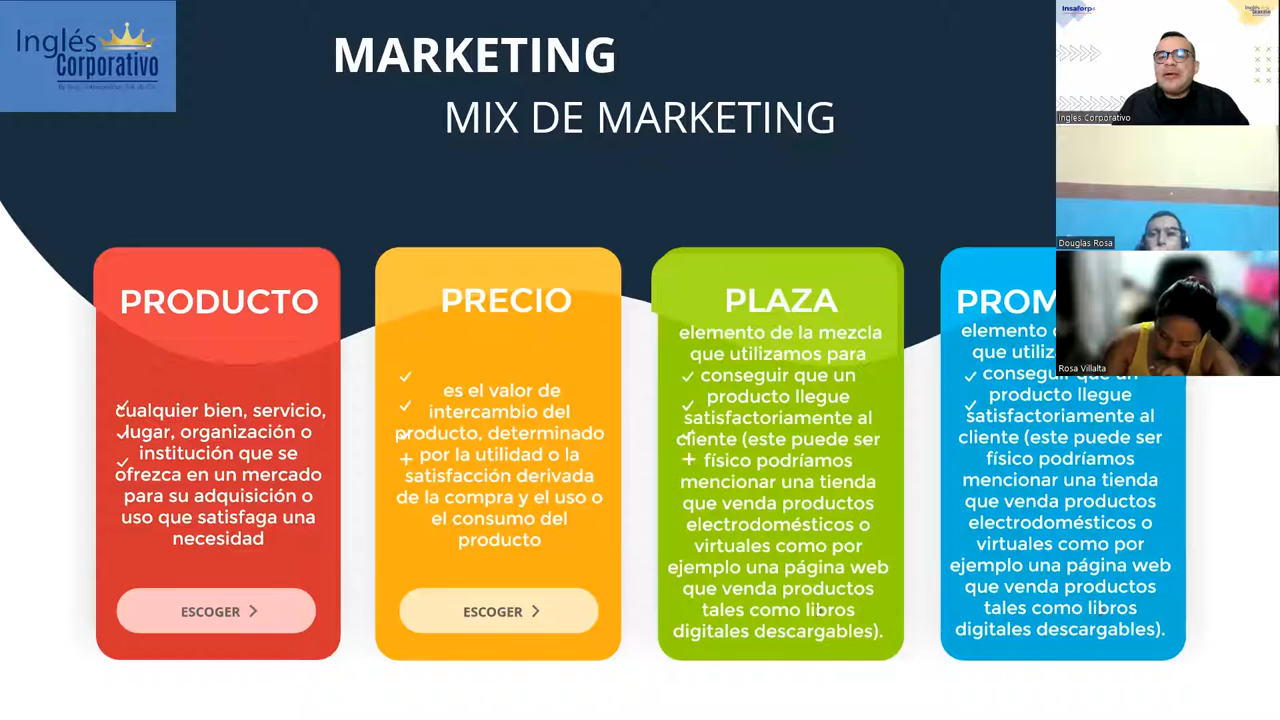 Inglés
Corporativo
MARKETING
MIX DE MARKETING
PRODUCTO
cualquier bien, servicio,
lugar, organización o
institución que se
ofrezca en un mercado
para su adquisición o
uso que satisfaga una
necesidad
ESCOGER
PRECIO
es el valor de
intercambio del
producto, determinado
por la utilidad o la
satisfacción derivada
de la compra y el uso o
el consumo del
producto
ESCOGER
PLAZA
elemento de la mezcla
que utilizamos para
conseguir que un
producto llegue
satisfactoriamente al
cliente (este puede ser
físico podríamos
mencionar una tienda
que venda productos
electrodomésticos o
virtuales como por
ejemplo una página web
que venda productos
tales como libros
digitales descargables).
PROM
elemento
que
conseguir que un
producto llegue
satisfactoriamente al
cliente (este puede ser
físico podríamos
mencionar una tienda
que venda productos
electrodomésticos o
virtuales como por
ejemplo una página web
que venda productos
tales como libros
digitales descargables).
Insaforp
Ingles Corporativo
Douglas Rosa
Rosa Villalta